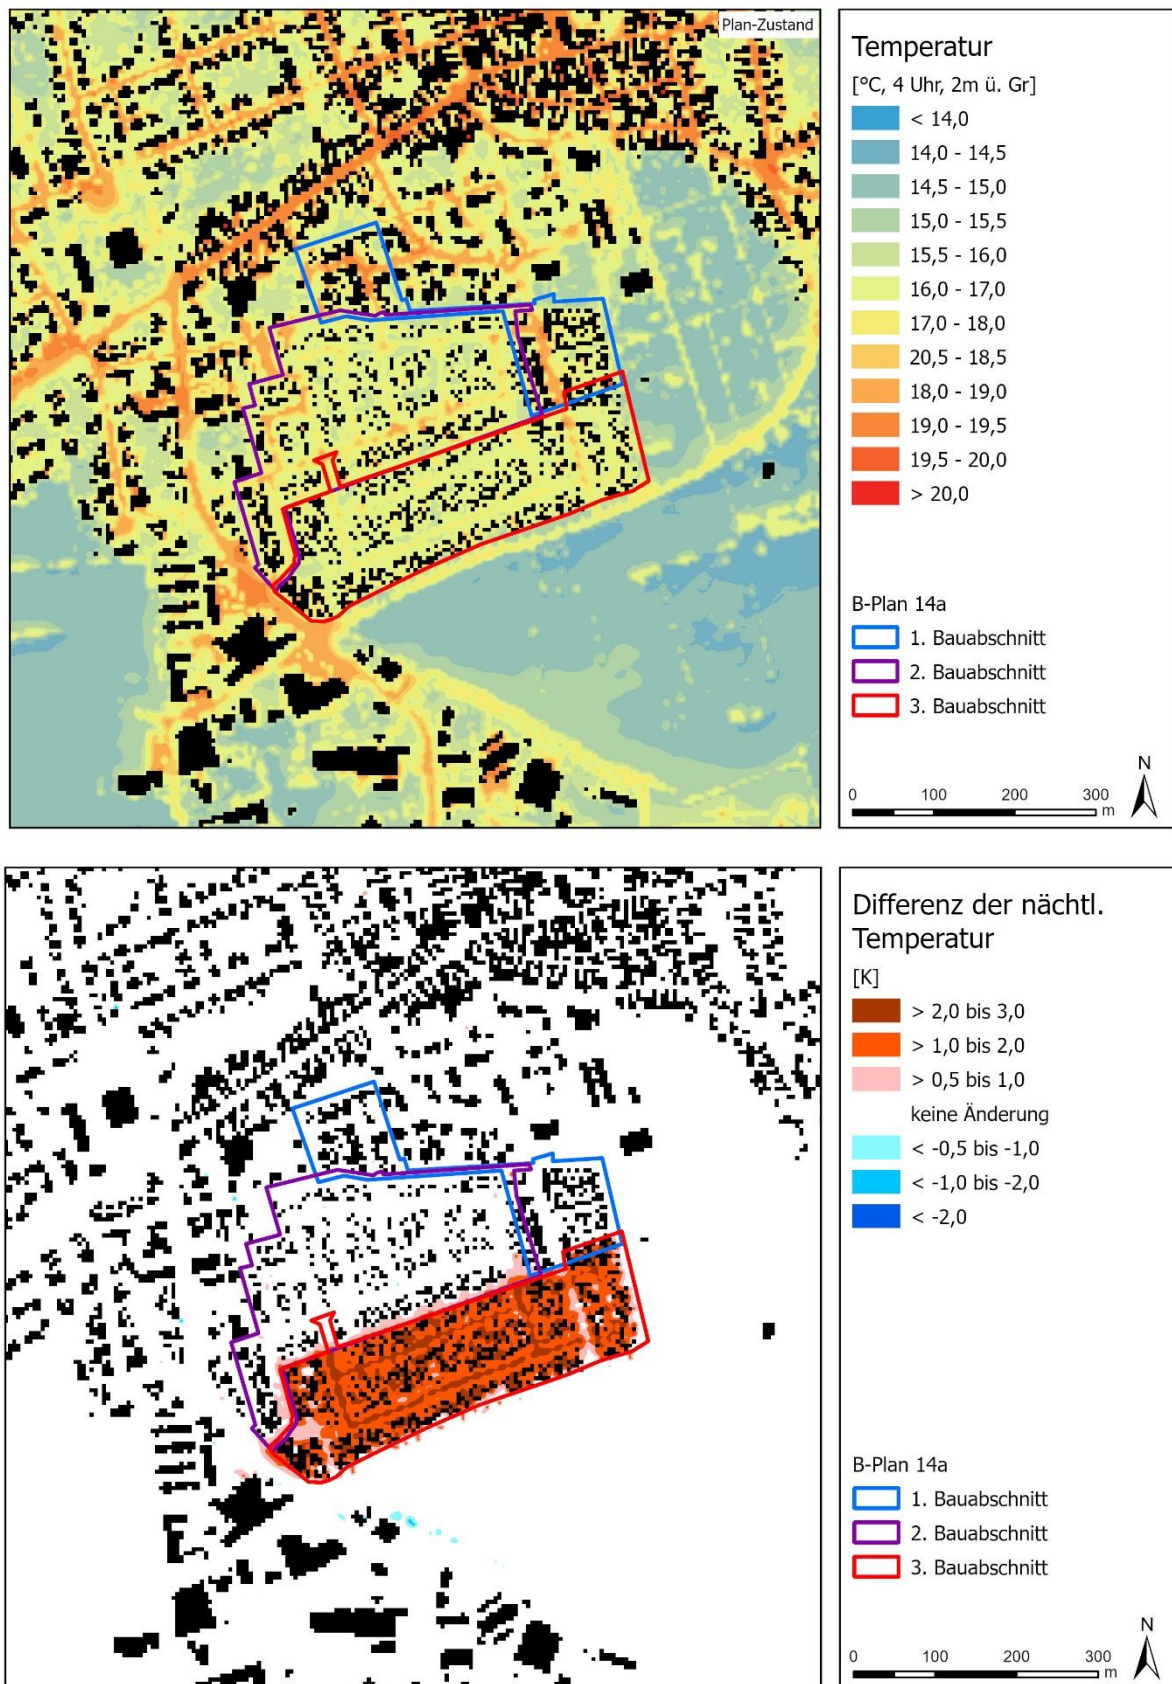 Plan-Zustand
Temperatur
[°C, 4 Uhr, 2m ü. Gr]
< 14,0
14,0 - 14,5
14,5 - 15,0
15,0 - 15,5
15,5 - 16,0
16,0 - 17,0
17,0 - 18,0
20,5 - 18,5
18,0 - 19,0
19,0 - 19,5
19,5 - 20,0
> 20,0
B-Plan 14a
1. Bauabschnitt
2. Bauabschnitt
3. Bauabschnitt
N
0 100 200 300
m
Differenz der nächtl.
Temperatur
[K]
> 2,0 bis 3,0
> 1,0 bis 2,0
> 0,5 bis 1,0
keine Änderung
< -0,5 bis -1,0
< -1,0 bis -2,0
< -2,0
B-Plan 14a
1. Bauabschnitt
2. Bauabschnitt
3. Bauabschnitt
N
0 100 200 300
m